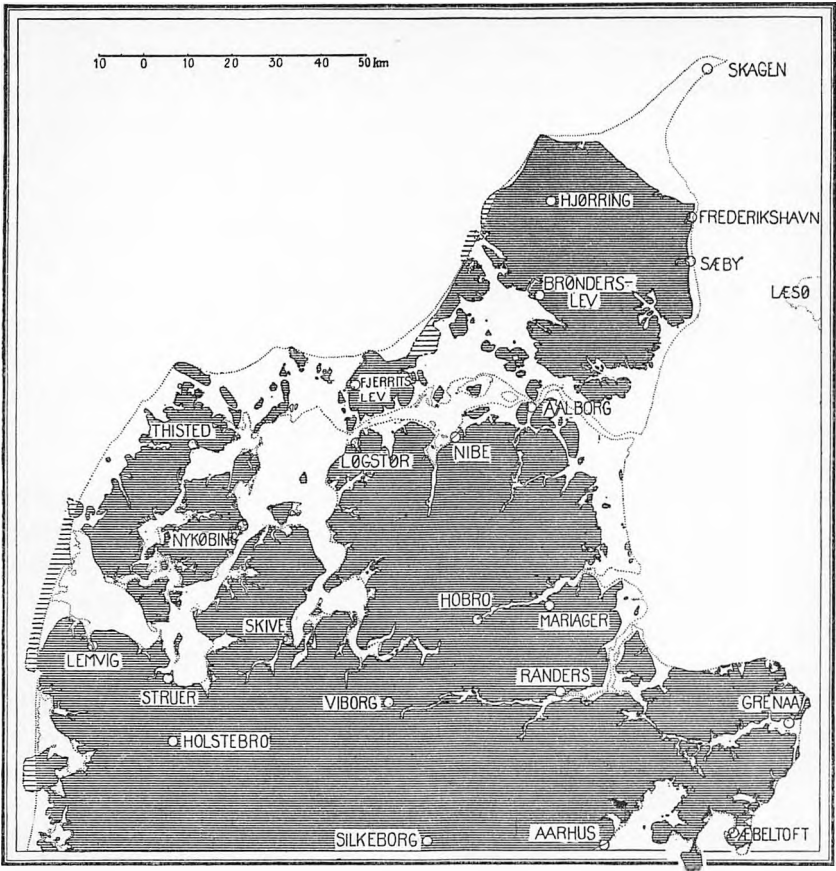 10 0 10 20 30 40 50 km
SKAGEN
HJØRRING
FREDERIKSHAVN
SÆBY
BRØNDERS-
LEV
LÆSØ
FJERRITS
LEV
AALBORG
THISTED
LØGSTØR
NIBE
NYKØBING
HOBRO
MARIAGER
SKIVE
LEMVIG
STRUER
RANDERS
VIBORG
GRENAA
HOLSTEBRO
SILKEBORG
AARHUS
ÆBELTOFT